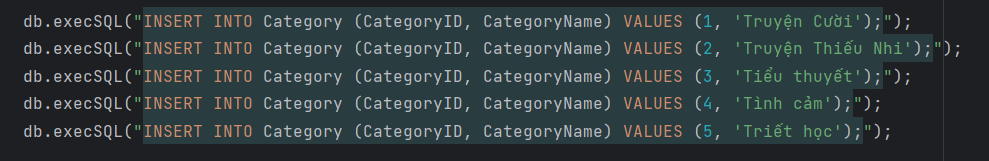 db.execSQL("INSERT INTO Category (CategoryID, CategoryName) VALUES (1, 'Truyện Cười');");
db.execSQL("INSERT INTO Category (CategoryID, CategoryName) VALUES (2, 'Truyện Thiếu Nhi');");
db.execSQL("INSERT INTO Category (CategoryID, CategoryName) VALUES (3, 'Tiểu thuyết');");
db.execSQL("INSERT INTO Category (CategoryID, CategoryName) VALUES (4, 'Tình cảm');");
db.execSQL("INSERT INTO Category (CategoryID, CategoryName) VALUES (5, 'Triết học');");